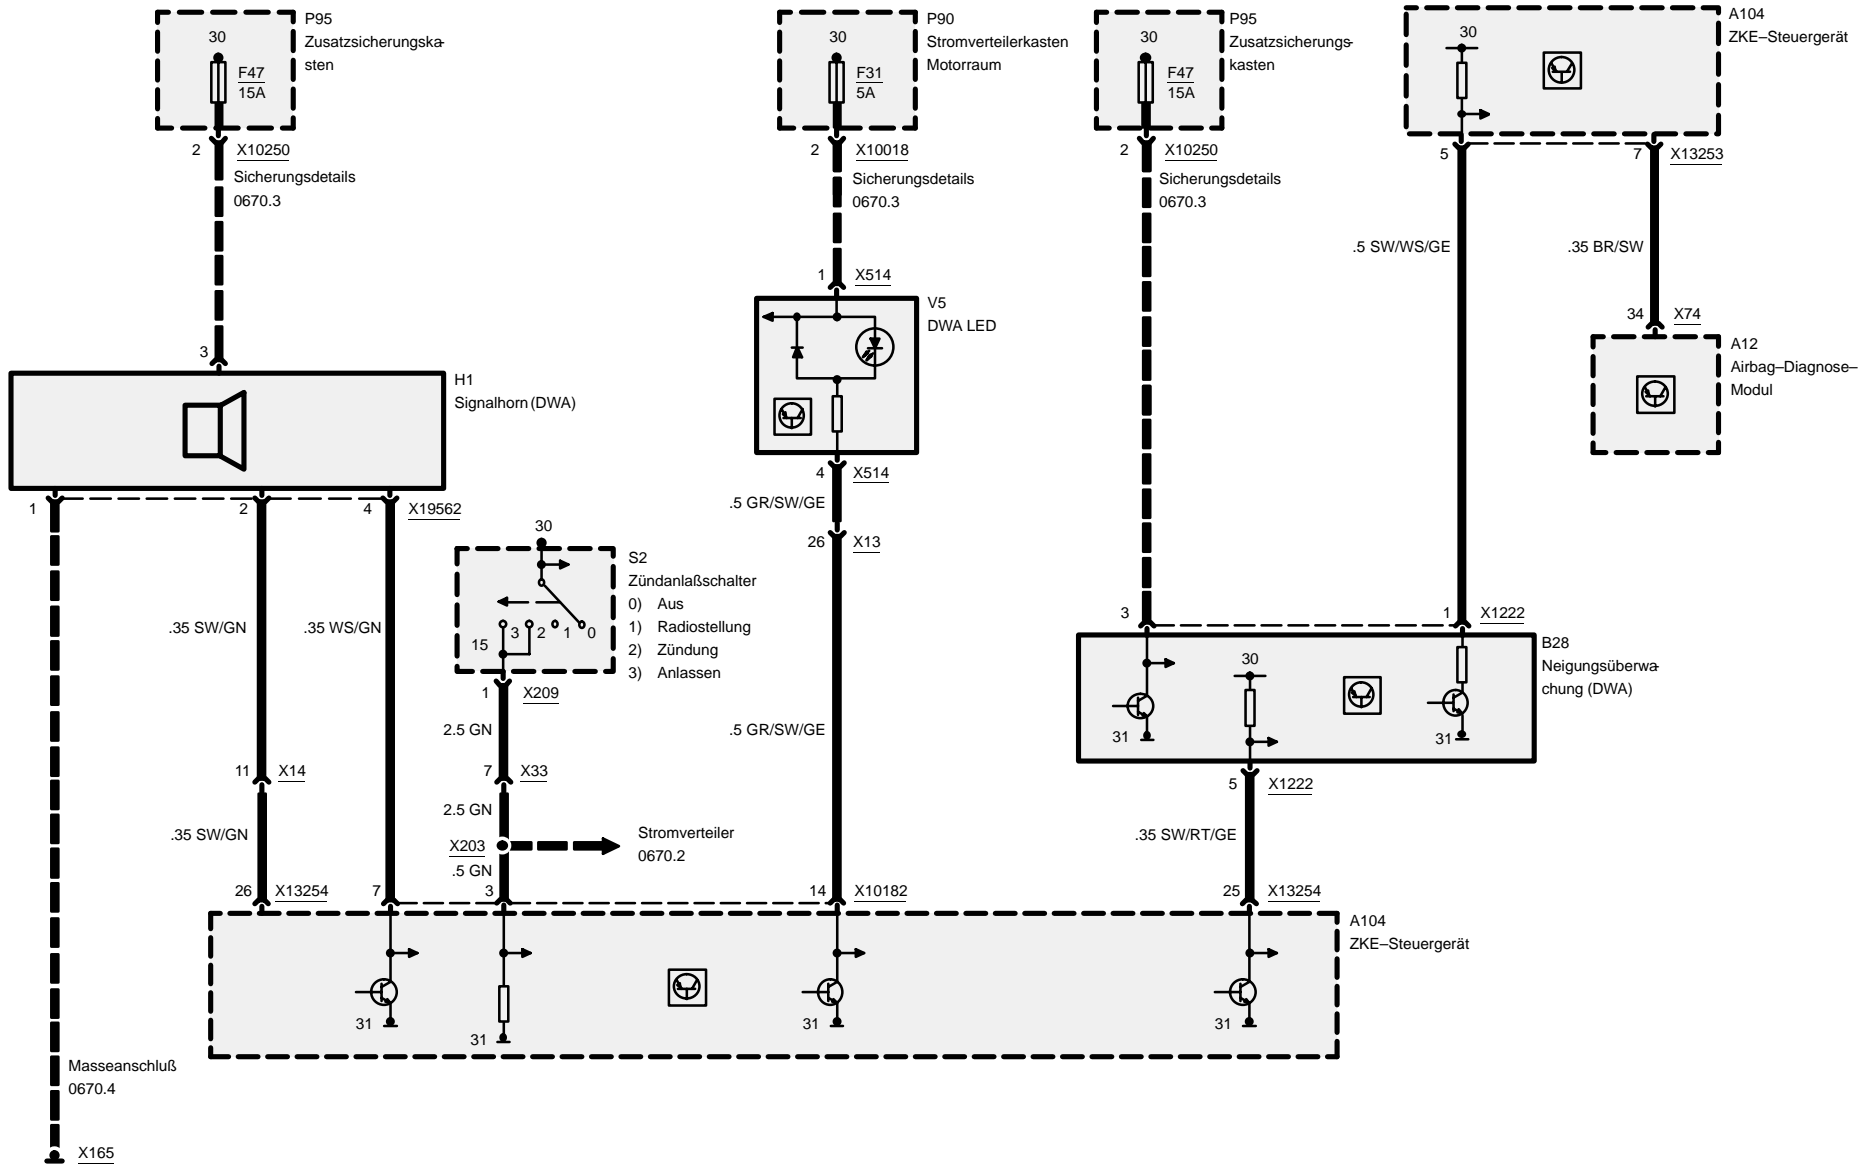 P95
Zusatzsicherungska-
sten
30
F47
15A
2 X10250
Sicherungsdetails
0670.3
P90
Stromverteilerkasten
Motorraum
30
F31
5A
2 X10018
Sicherungsdetails
0670.3
P95
Zusatzsicherungs-
kasten
30
F47
15A
2 X10250
Sicherungsdetails
0670.3
A104
ZKE–Steuergerät
30
5 7 X13253
.5 SW/WS/GE
.35 BR/SW
34 X74
A12
Airbag–Diagnose–
Modul
1 X514
V5
DWA LED
4 X514
.5 GR/SW/GE
26 X13
.5 GR/SW/GE
3
H1
Signalhorn (DWA)
1 2 4 X19562
.35 SW/GN
.35 WS/GN
30
S2
Zündanlaßschalter
0) Aus
1) Radiostellung
2) Zündung
3) Anlassen
15 3 2 1 0
1 X209
2.5 GN
7 X33
2.5 GN
X203
.5 GN
Stromverteiler
0670.2
11 X14
.35 SW/GN
3 1 X1222
B28
Neigungsüberwa-
chung (DWA)
30
31
31
5 X1222
.35 SW/RT/GE
26 X13254
7
3
14 X10182
25 X13254
A104
ZKE–Steuergerät
31
31
31
31
Masseanschluß
0670.4
X165